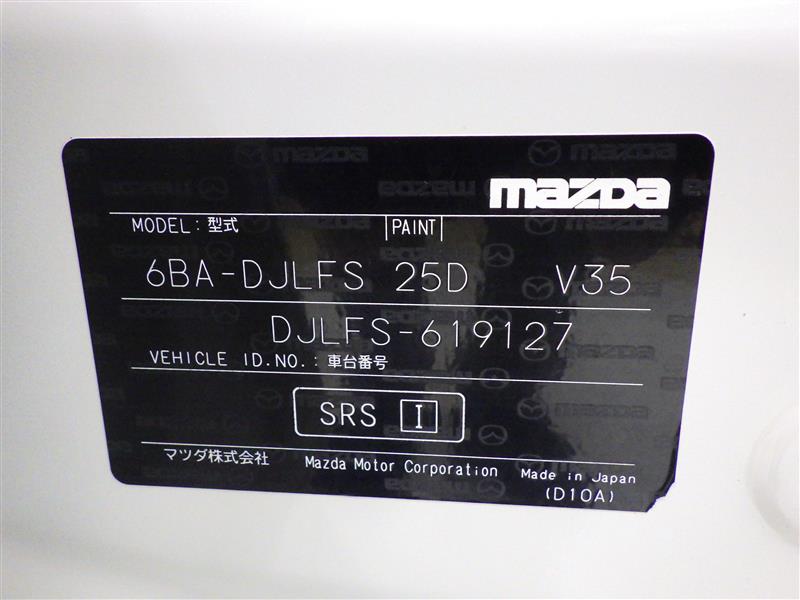 mazda
MODEL: 型式 PAINT
6BA-DJLFS 25D V35
DJLFS-619127
VEHICLE ID.NO.: 車台番号
SRS I
マツダ株式会社 Mazda Motor Corporation Made in Japan
(D10A)